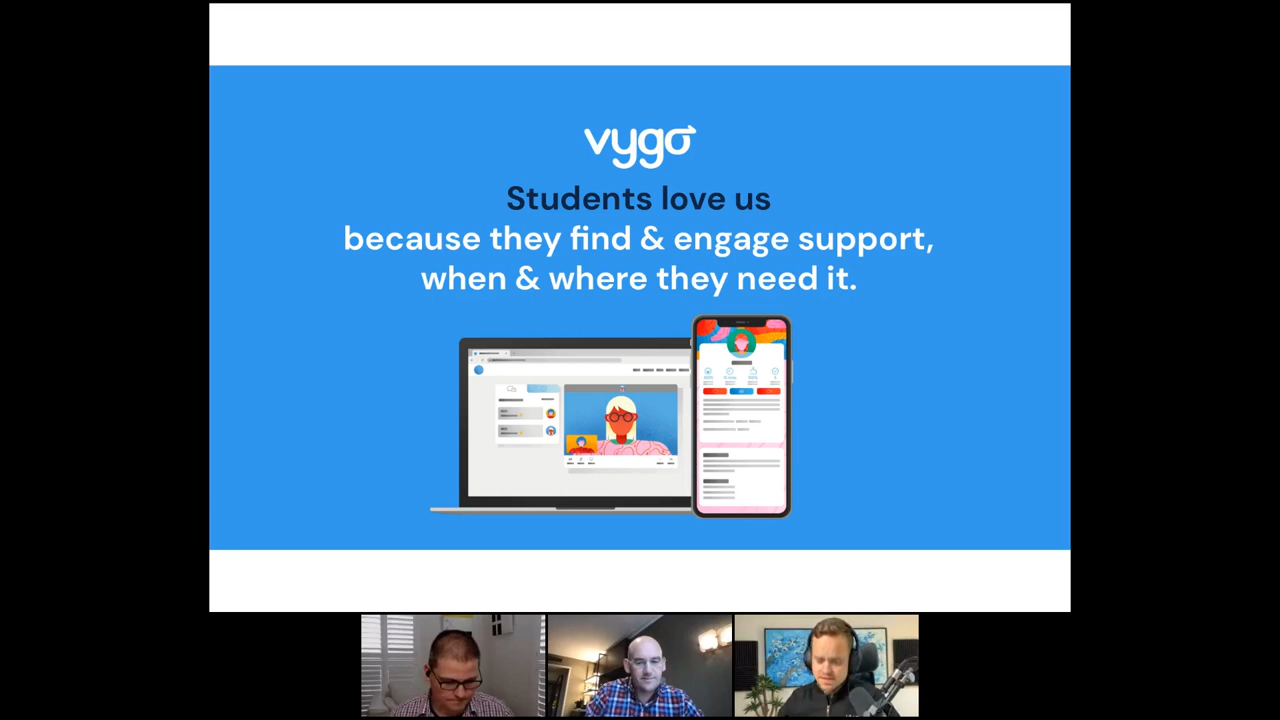 vygo
Students love us
because they find & engage support,
when & where they need it.